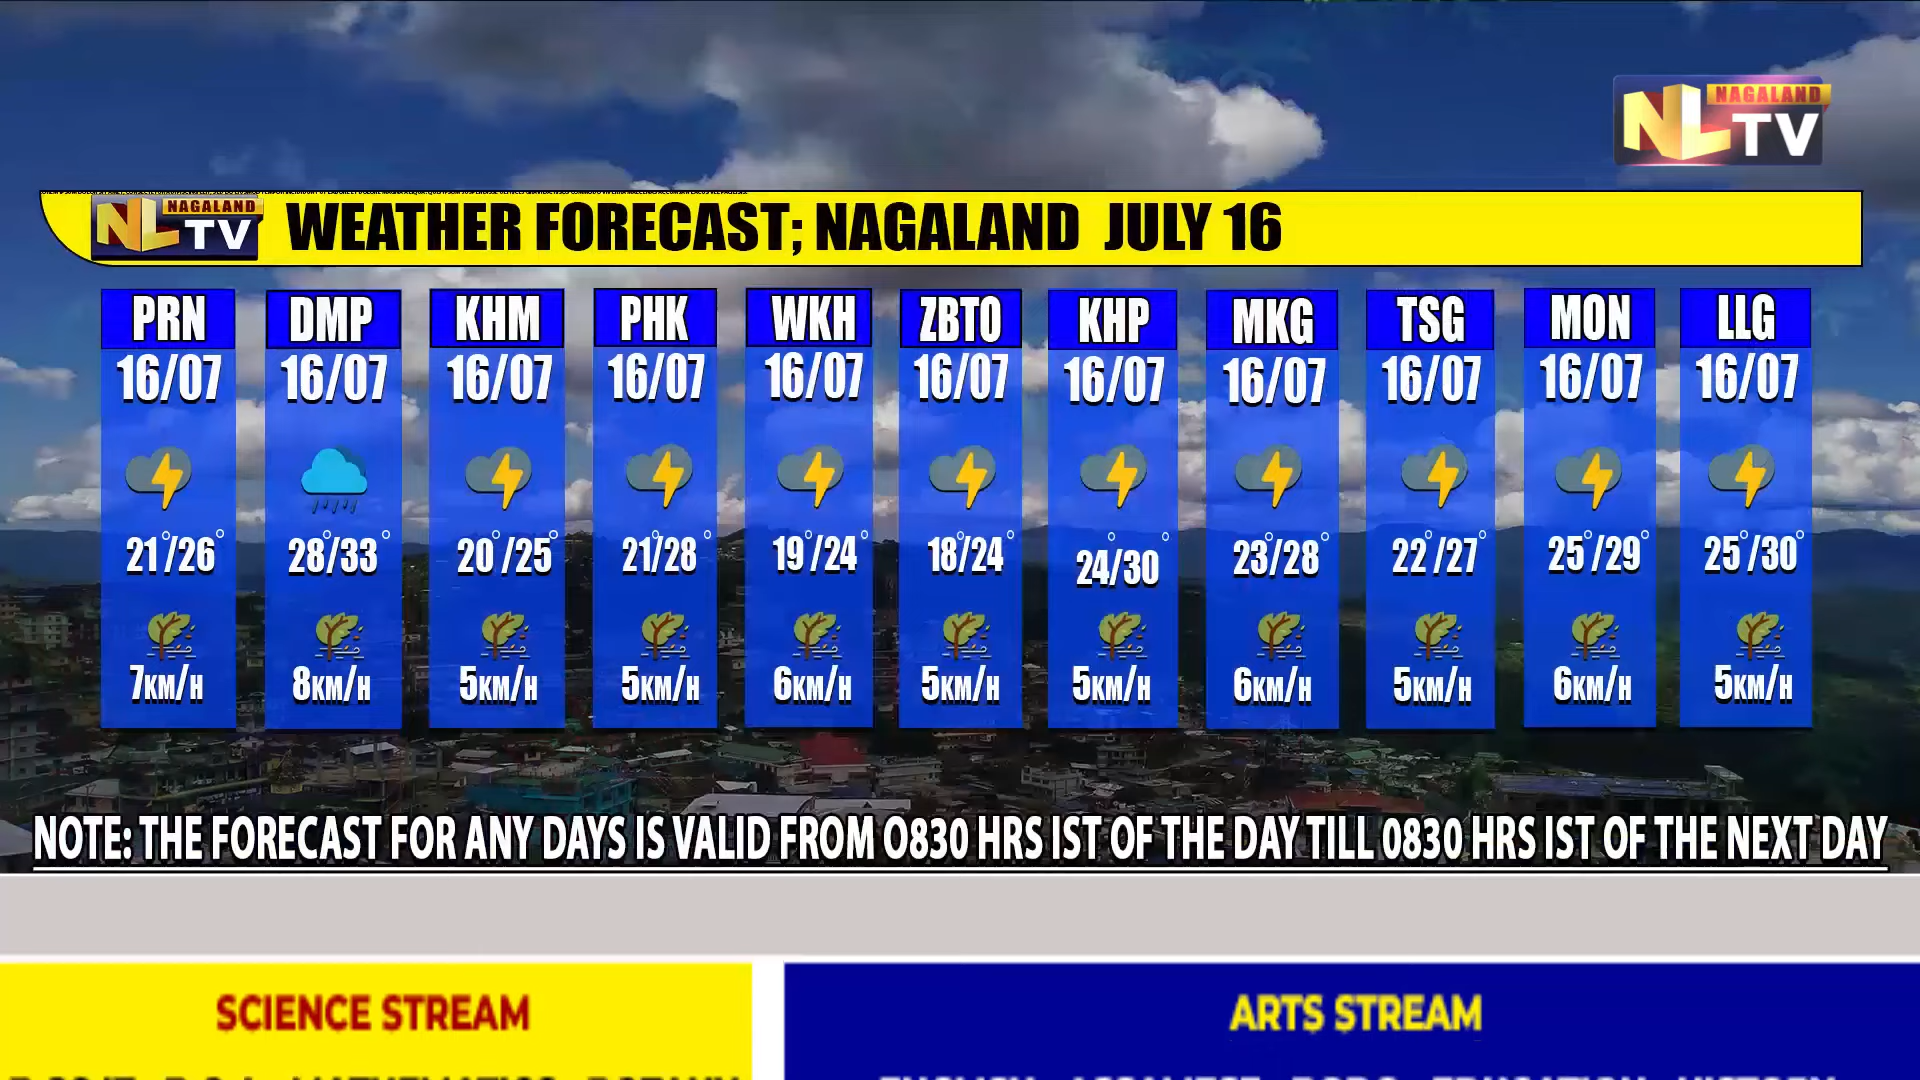 NAGALAND
NLTV
NAGALAND
NLTV
WEATHER FORECAST; NAGALAND JULY 16
PRN DMP KHM PHK WKH ZBTO KHP MKG TSG MON LLG
16/07 16/07 16/07 16/07 16/07 16/07 16/07 16/07 16/07 16/07 16/07
21°/26° 28°/33° 20°/25° 21°/28° 19°/24° 18°/24° 24°/30° 23°/28° 22°/27° 25°/29° 25°/30°
7KM/H 8KM/H 5KM/H 5KM/H 6KM/H 5KM/H 5KM/H 6KM/H 5KM/H 6KM/H 5KM/H
NOTE: THE FORECAST FOR ANY DAYS IS VALID FROM O830 HRS IST OF THE DAY TILL 0830 HRS IST OF THE NEXT DAY
SCIENCE STREAM
ARTS STREAM